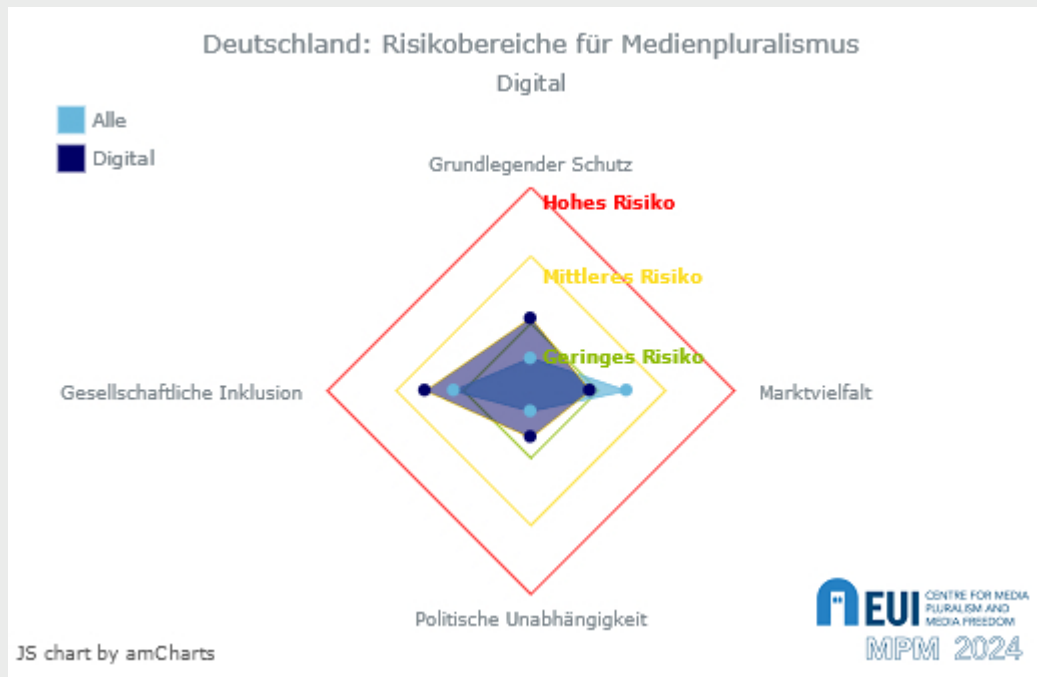 Deutschland: Risikobereiche für Medienpluralismus
Digital
Alle
Digital
Grundlegender Schutz
Hohes Risiko
Mittleres Risiko
Geringes Risiko
Gesellschaftliche Inklusion
Marktvielfalt
Politische Unabhängigkeit
EUI
CENTRE FOR MEDIA
PLURALISM AND
MEDIA FREEDOM
MPM 2024
JS chart by amCharts